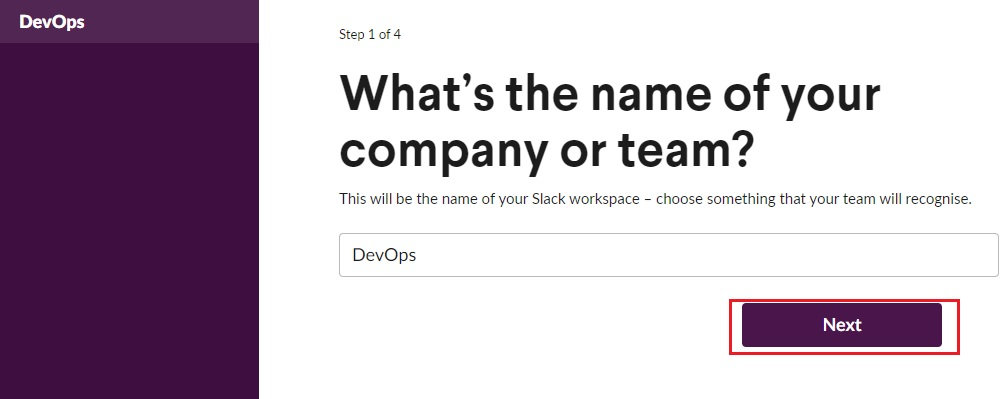 DevOps
Step 1 of 4
What’s the name of your
company or team?
This will be the name of your Slack workspace – choose something that your team will recognise.
DevOps
Next